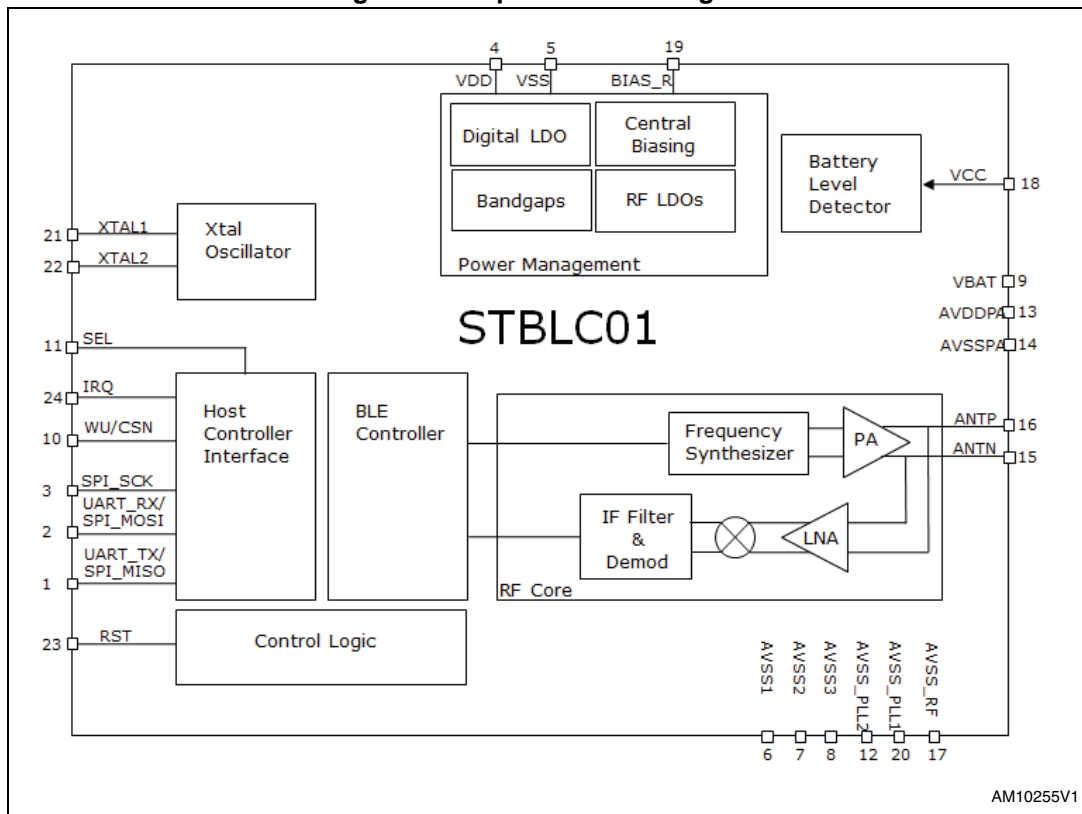 4 5 19
VDD VSS BIAS_R
Digital LDO
Central
Biasing
Bandgaps
RF LDOs
Power Management
Battery
Level
Detector
VCC
18
21
XTAL1
22
XTAL2
Xtal
Oscillator
VBAT 9
AVDDPA 13
AVSSPA 14
STBLC01
11
SEL
24
IRQ
10
WU/CSN
3
SPI_SCK
2
UART_RX/
SPI_MOSI
1
UART_TX/
SPI_MISO
Host
Controller
Interface
BLE
Controller
Frequency
Synthesizer
PA
ANTP
16
ANTN
15
IF Filter
&
Demod
LNA
RF Core
23
RST
Control Logic
AVSS1
AVSS2
AVSS3
AVSS_PLL2
AVSS_PLL1
AVSS_RF
6 7 8 12 20 17
AM10255V1